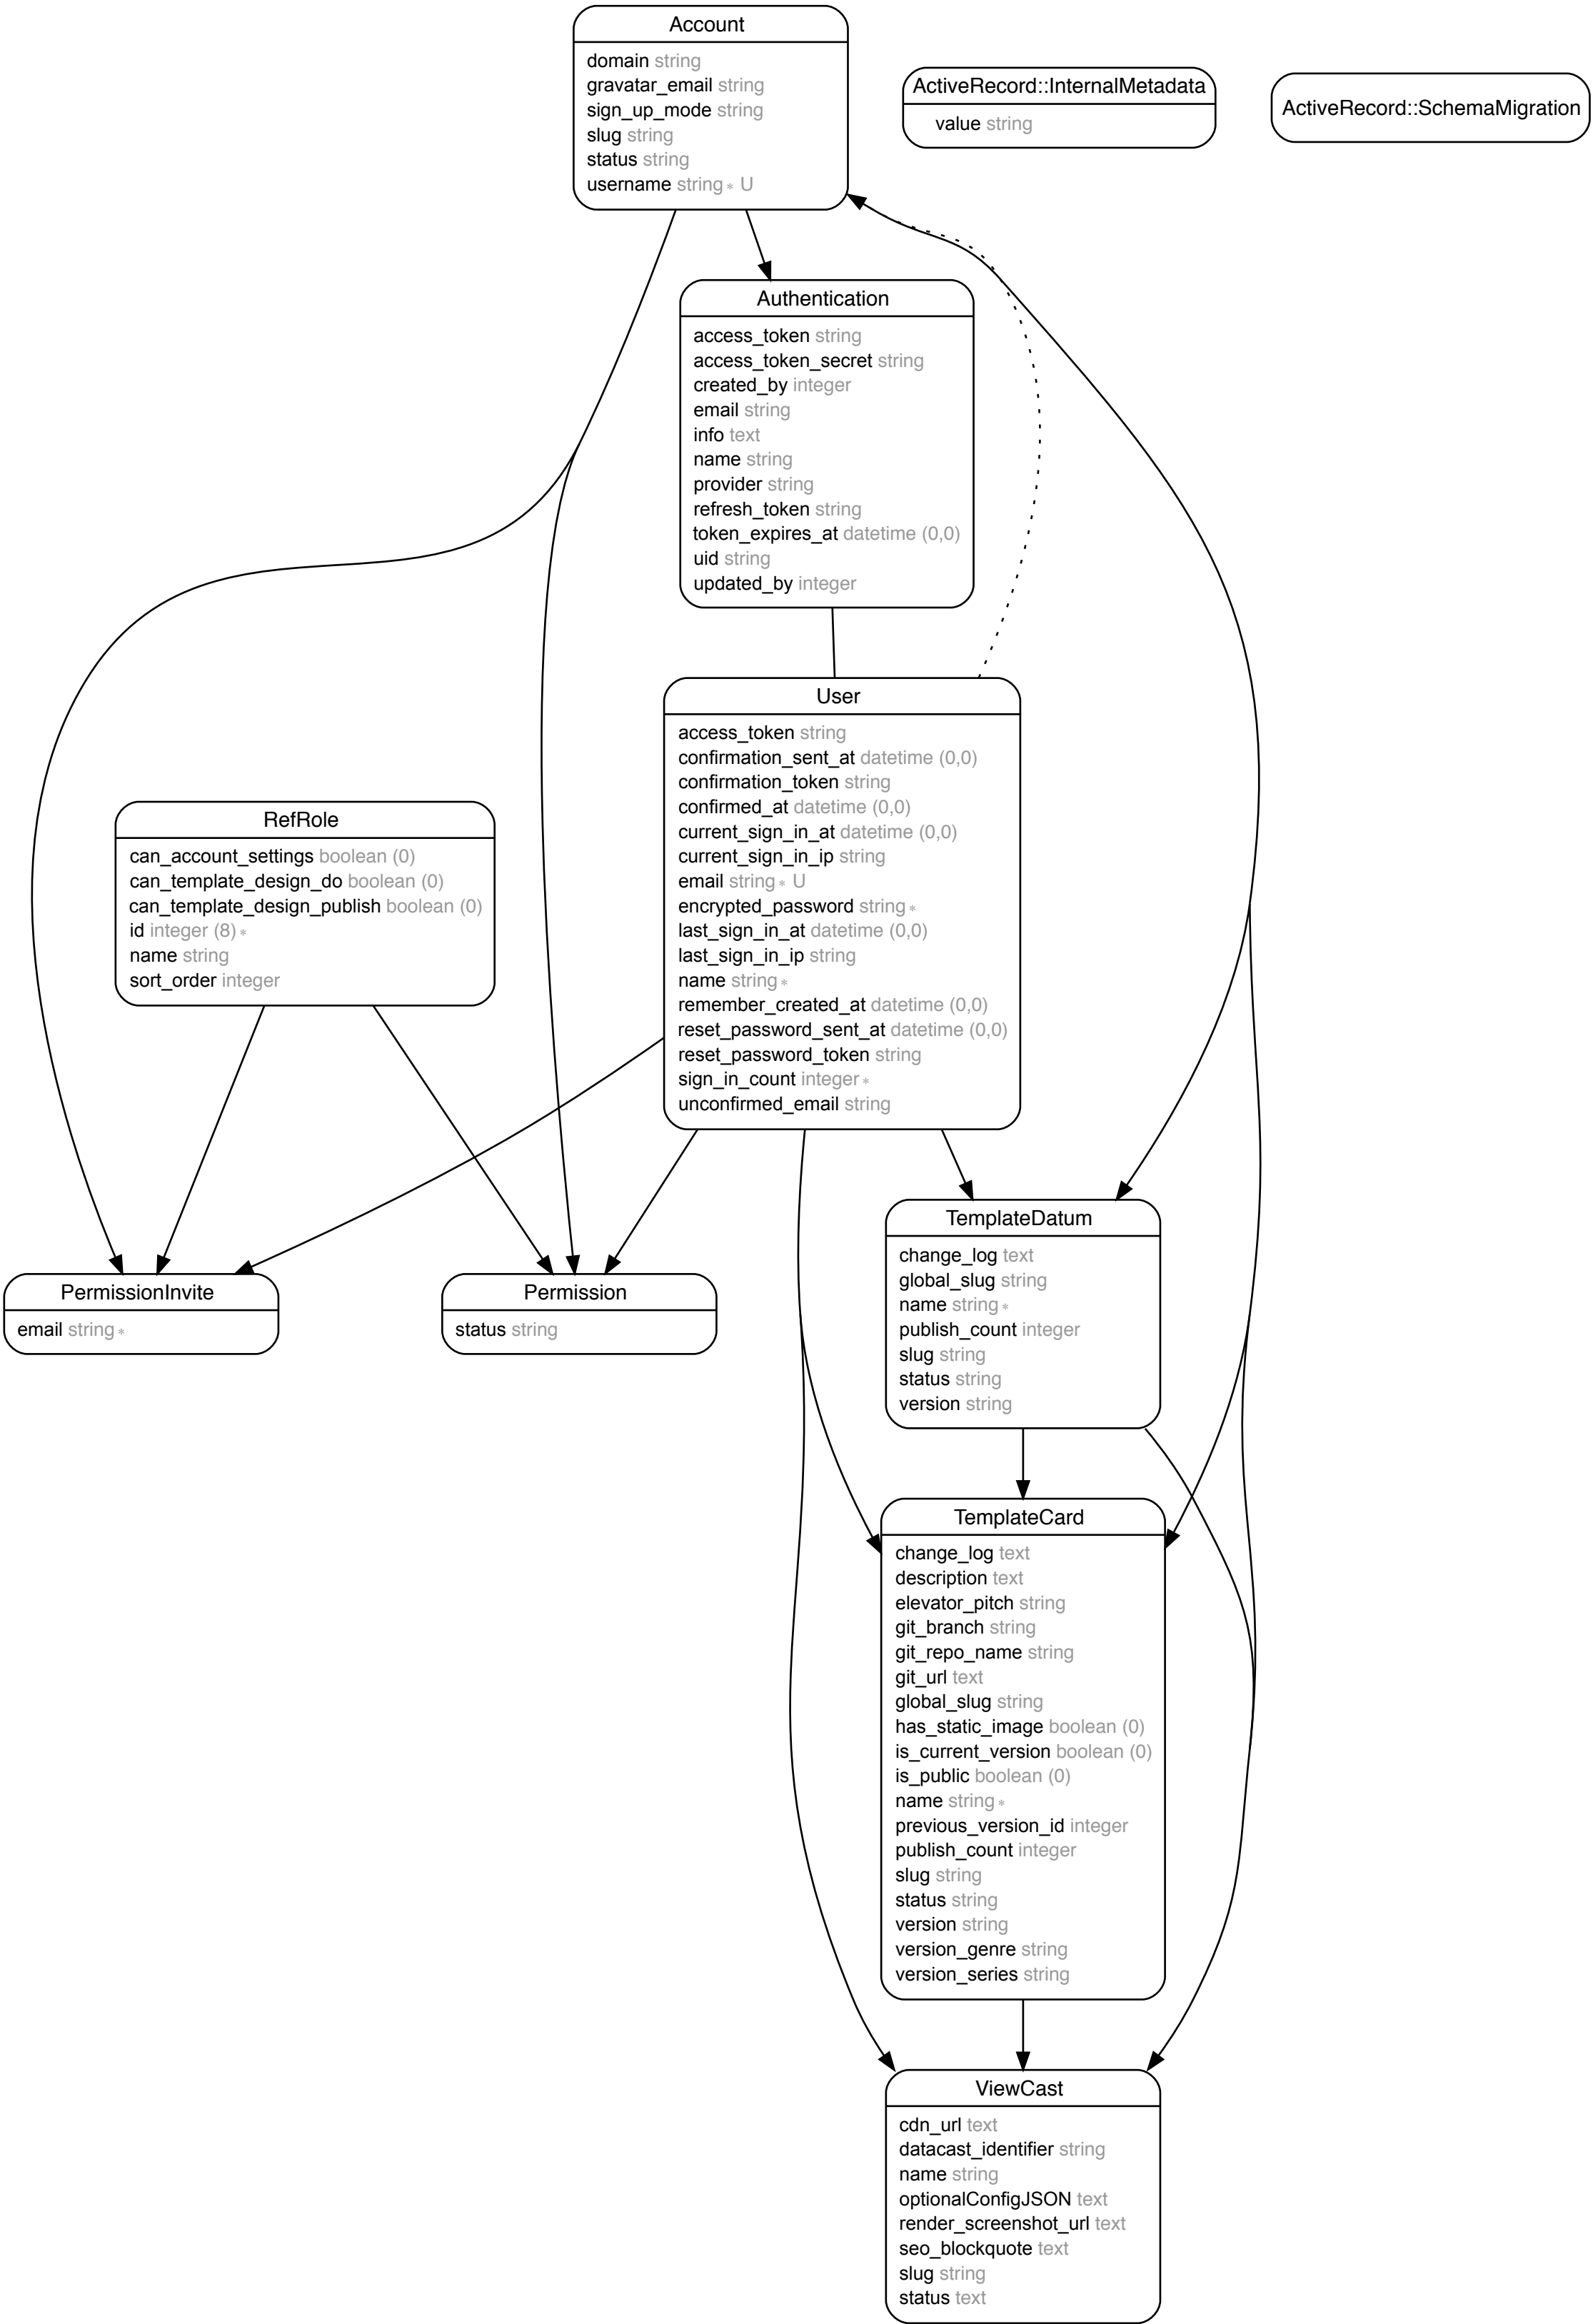 Account
domain string
gravatar_email string
sign_up_mode string
slug string
status string
username string ∗ U
ActiveRecord::InternalMetadata
value string
ActiveRecord::SchemaMigration
Authentication
access_token string
access_token_secret string
created_by integer
email string
info text
name string
provider string
refresh_token string
token_expires_at datetime (0,0)
uid string
updated_by integer
User
access_token string
confirmation_sent_at datetime (0,0)
confirmation_token string
confirmed_at datetime (0,0)
current_sign_in_at datetime (0,0)
current_sign_in_ip string
email string ∗ U
encrypted_password string ∗
last_sign_in_at datetime (0,0)
last_sign_in_ip string
name string ∗
remember_created_at datetime (0,0)
reset_password_sent_at datetime (0,0)
reset_password_token string
sign_in_count integer ∗
unconfirmed_email string
RefRole
can_account_settings boolean (0)
can_template_design_do boolean (0)
can_template_design_publish boolean (0)
id integer (8) ∗
name string
sort_order integer
PermissionInvite
email string ∗
Permission
status string
TemplateDatum
change_log text
global_slug string
name string ∗
publish_count integer
slug string
status string
version string
TemplateCard
change_log text
description text
elevator_pitch string
git_branch string
git_repo_name string
git_url text
global_slug string
has_static_image boolean (0)
is_current_version boolean (0)
is_public boolean (0)
name string ∗
previous_version_id integer
publish_count integer
slug string
status string
version string
version_genre string
version_series string
ViewCast
cdn_url text
datacast_identifier string
name string
optionalConfigJSON text
render_screenshot_url text
seo_blockquote text
slug string
status text